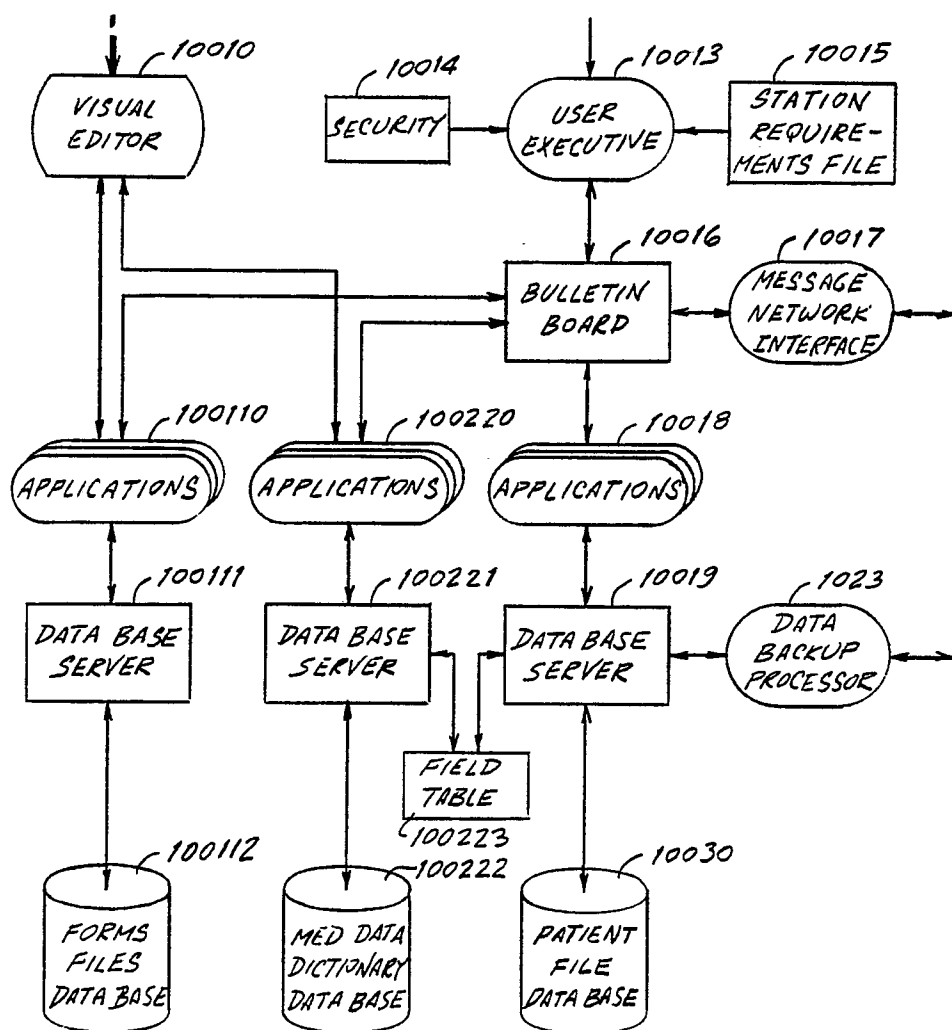 10010
VISUAL
EDITOR
10014
SECURITY
10013
USER
EXECUTIVE
10015
STATION
REQUIRE-
MENTS FILE
10016
BULLETIN
BOARD
10017
MESSAGE
NETWORK
INTERFACE
100110
APPLICATIONS
100220
APPLICATIONS
10018
APPLICATIONS
100111
DATA BASE
SERVER
100221
DATA BASE
SERVER
10019
DATA BASE
SERVER
1023
DATA
BACKUP
PROCESSOR
FIELD
TABLE
100223
100112
FORMS
FILES
DATA BASE
100222
MED DATA
DICTIONARY
DATA BASE
10030
PATIENT
FILE
DATA BASE